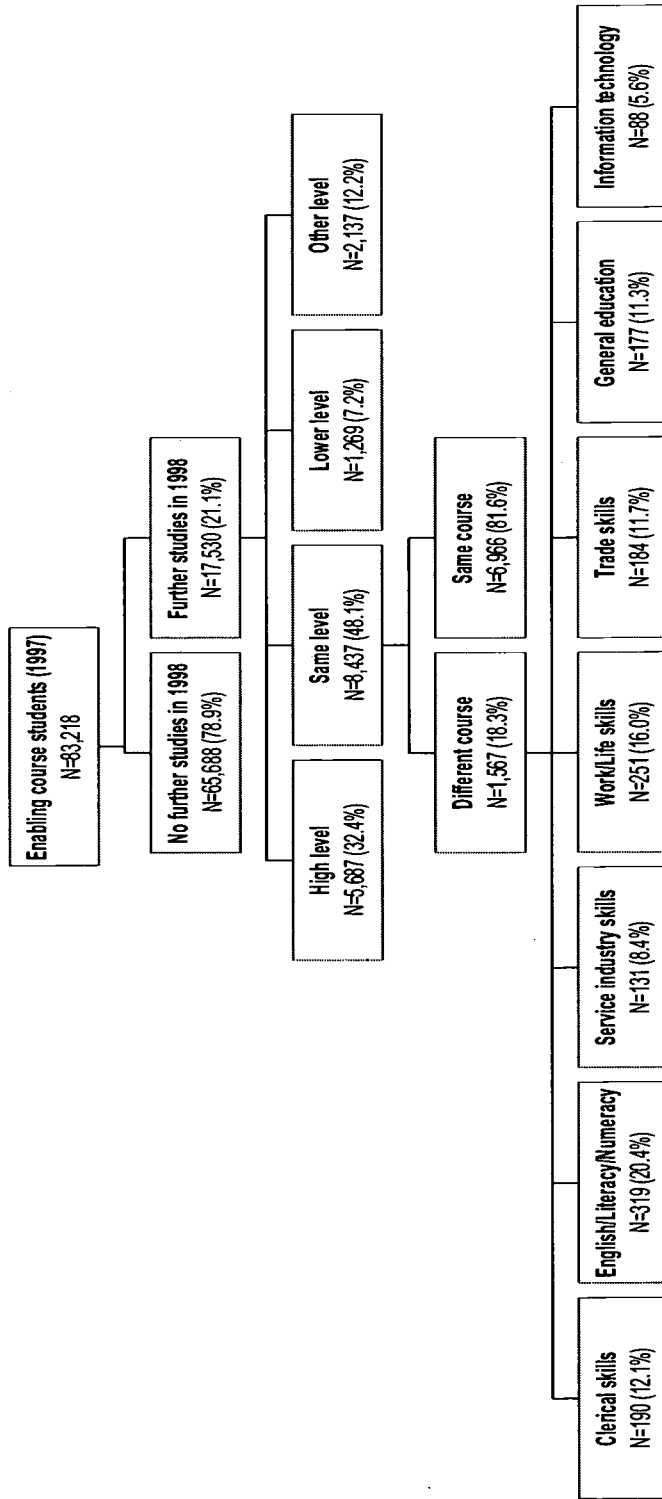 Enabling course students (1997)
N=83,218
No further studies in 1998
N=65,688 (78.9%)
Further studies in 1998
N=17,530 (21.1%)
High level
N=5,687 (32.4%)
Same level
N=8,437 (48.1%)
Lower level
N=1,269 (7.2%)
Other level
N=2,137 (12.2%)
Different course
N=1,567 (18.3%)
Same course
N=6,966 (81.6%)
Clerical skills
N=190 (12.1%)
English/Literacy/Numeracy
N=319 (20.4%)
Service industry skills
N=131 (8.4%)
Work/Life skills
N=251 (16.0%)
Trade skills
N=184 (11.7%)
General education
N=177 (11.3%)
Information technology
N=88 (5.6%)